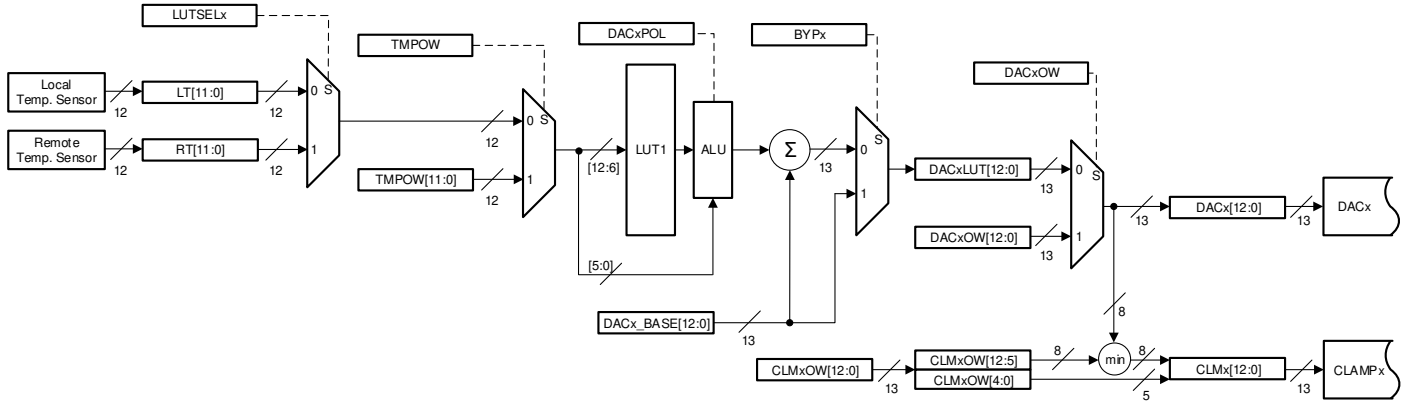 LUTSELx
TMPOW
DACxPOL
BYPx
DACxOW
Local
Temp. Sensor
12
LT[11:0]
12
0
S
1
Remote
Temp. Sensor
12
RT[11:0]
12
12
0
S
1
TMPOW[11:0]
12
[12:6]
LUT1
ALU
[5:0]
Σ
13
0
S
1
DACx_BASE[12:0]
13
DACxLUT[12:0]
13
0
S
1
DACxOW[12:0]
13
13
DACx[12:0]
13
DACx
8
CLMxOW[12:0]
13
CLMxOW[12:5]
CLMxOW[4:0]
8
min
8
5
CLMx[12:0]
13
CLAMPx